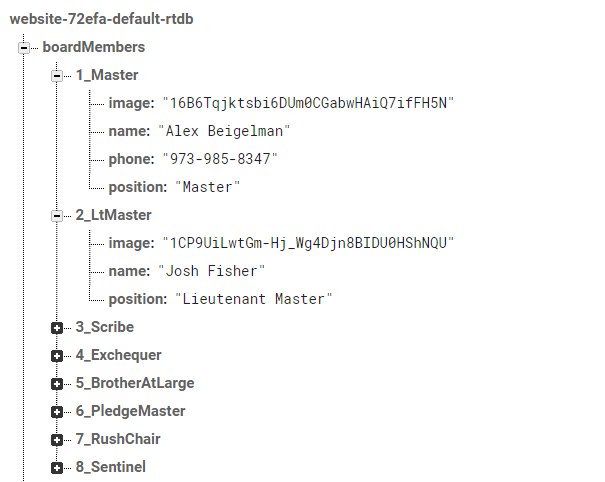 website-72efa-default-rtdb
boardMembers
1_Master
image: "16B6Tqjktsbi6DUm0CGabwHAiQ7ifFH5N"
name: "Alex Beigelman"
phone: "973-985-8347"
position: "Master"
2_LtMaster
image: "1CP9UiLwtGm-Hj_Wg4Djn8BIDU0HShNQU"
name: "Josh Fisher"
position: "Lieutenant Master"
3_Scribe
4_Exchequer
5_BrotherAtLarge
6_PledgeMaster
7_RushChair
8_Sentinel